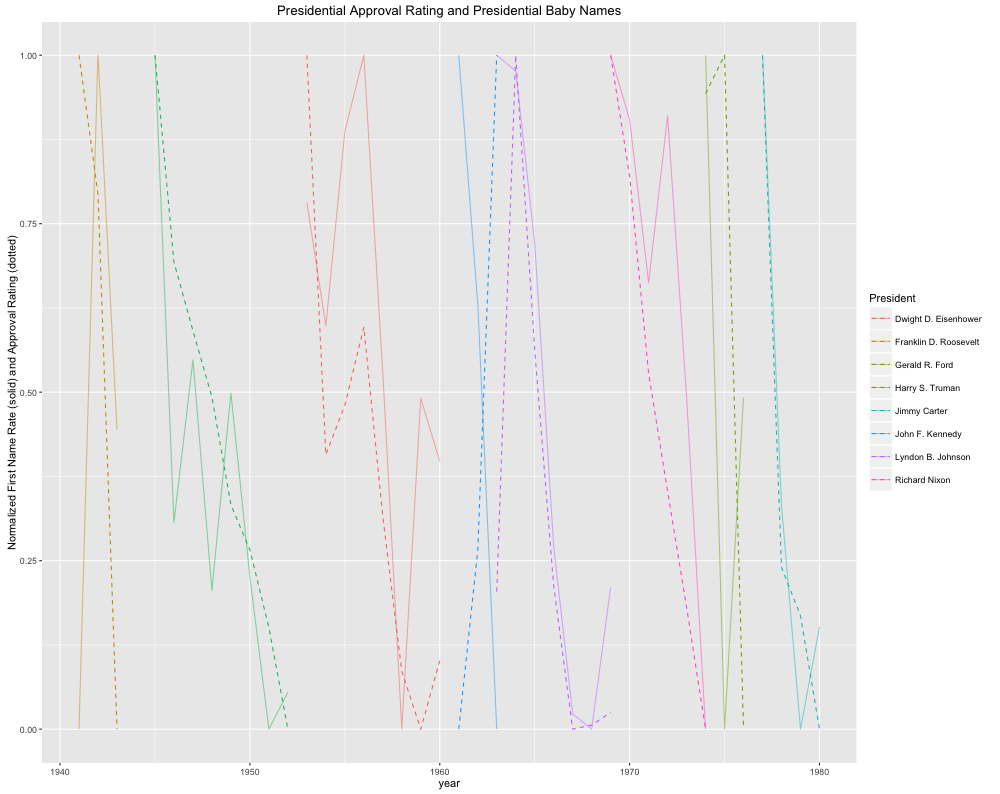 Presidential Approval Rating and Presidential Baby Names
Normalized First Name Rate (solid) and Approval Rating (dotted)
1.00
0.75
0.50
0.25
0.00
1940
1950
1960
1970
1980
year
President
Dwight D. Eisenhower
Franklin D. Roosevelt
Gerald R. Ford
Harry S. Truman
Jimmy Carter
John F. Kennedy
Lyndon B. Johnson
Richard Nixon